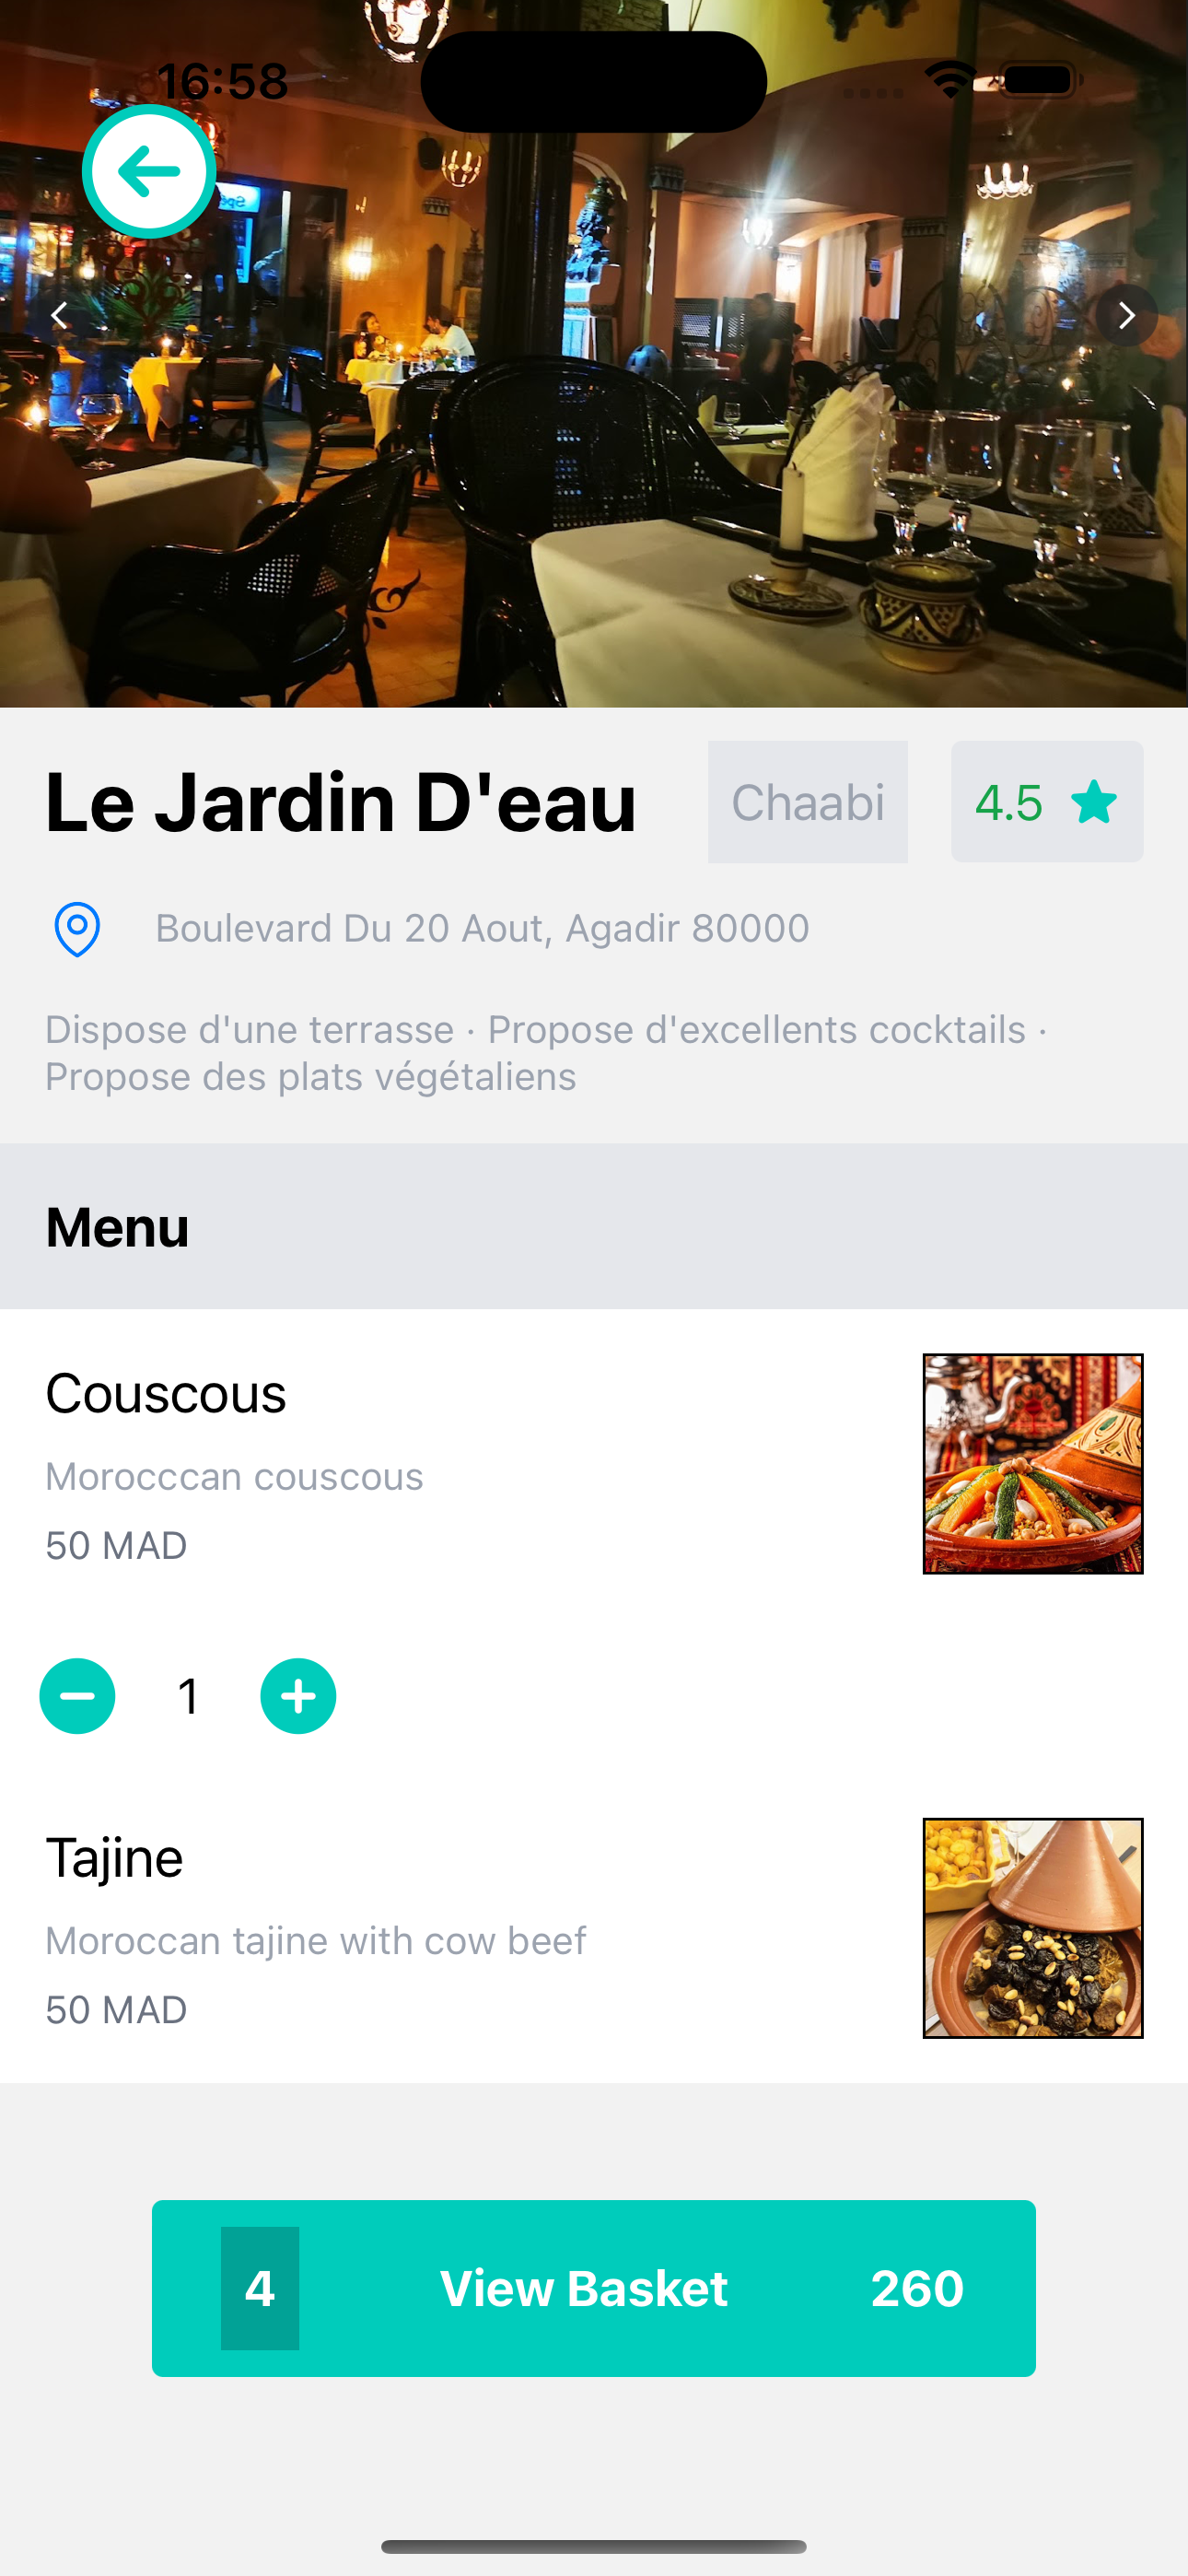 16:58
Le Jardin D'eau
Chaabi
4.5
Boulevard Du 20 Aout, Agadir 80000
Dispose d'une terrasse · Propose d'excellents cocktails ·
Propose des plats végétaliens
Menu
Couscous
Morocccan couscous
50 MAD
1
Tajine
Moroccan tajine with cow beef
50 MAD
4 View Basket 260